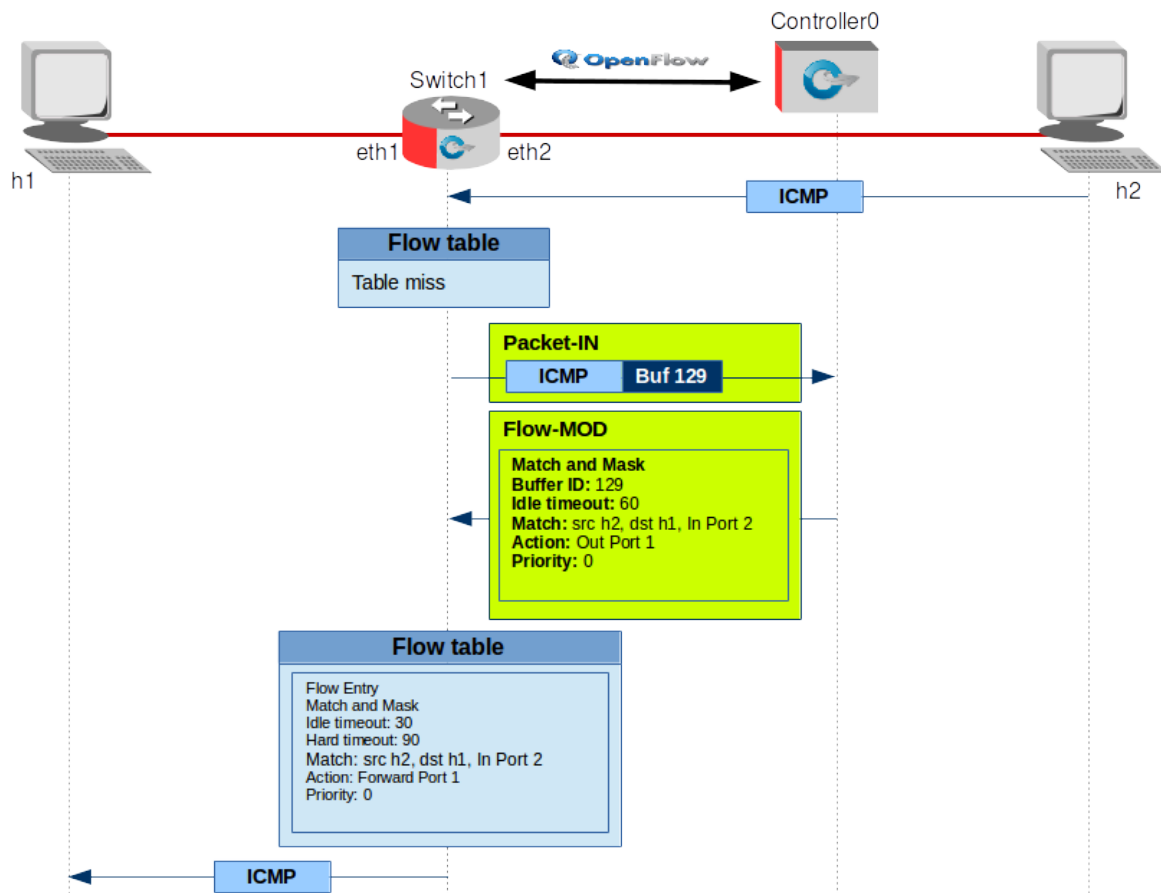 Controller0
OpenFlow
Switch1
eth1
eth2
h1
h2
ICMP
Flow table
Table miss
Packet-IN
ICMP
Buf 129
Flow-MOD
Match and Mask
Buffer ID: 129
Idle timeout: 60
Match: src h2, dst h1, In Port 2
Action: Out Port 1
Priority: 0
Flow table
Flow Entry
Match and Mask
Idle timeout: 30
Hard timeout: 90
Match: src h2, dst h1, In Port 2
Action: Forward Port 1
Priority: 0
ICMP